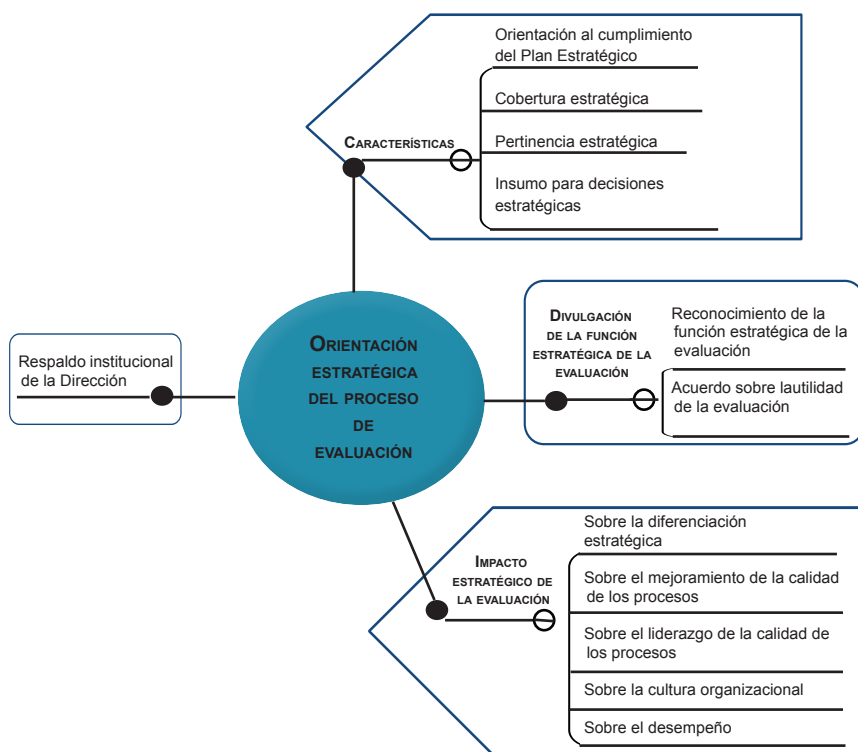 Orientación al cumplimiento
del Plan Estratégico
Cobertura estratégica
CARACTERÍSTICAS
Pertinencia estratégica
Insumo para decisiones
estratégicas
ORIENTACIÓN
ESTRATÉGICA
DEL PROCESO
DE
EVALUACIÓN
Respaldo institucional
de la Dirección
DIVULGACIÓN
DE LA FUNCIÓN
ESTRATÉGICA DE LA
EVALUACIÓN
Reconocimiento de la
función estratégica de la
evaluación
Acuerdo sobre lautilidad
de la evaluación
IMPACTO
ESTRATÉGICO DE
LA EVALUACIÓN
Sobre la diferenciación
estratégica
Sobre el mejoramiento de la calidad
de los procesos
Sobre el liderazgo de la calidad de
los procesos
Sobre la cultura organizacional
Sobre el desempeño